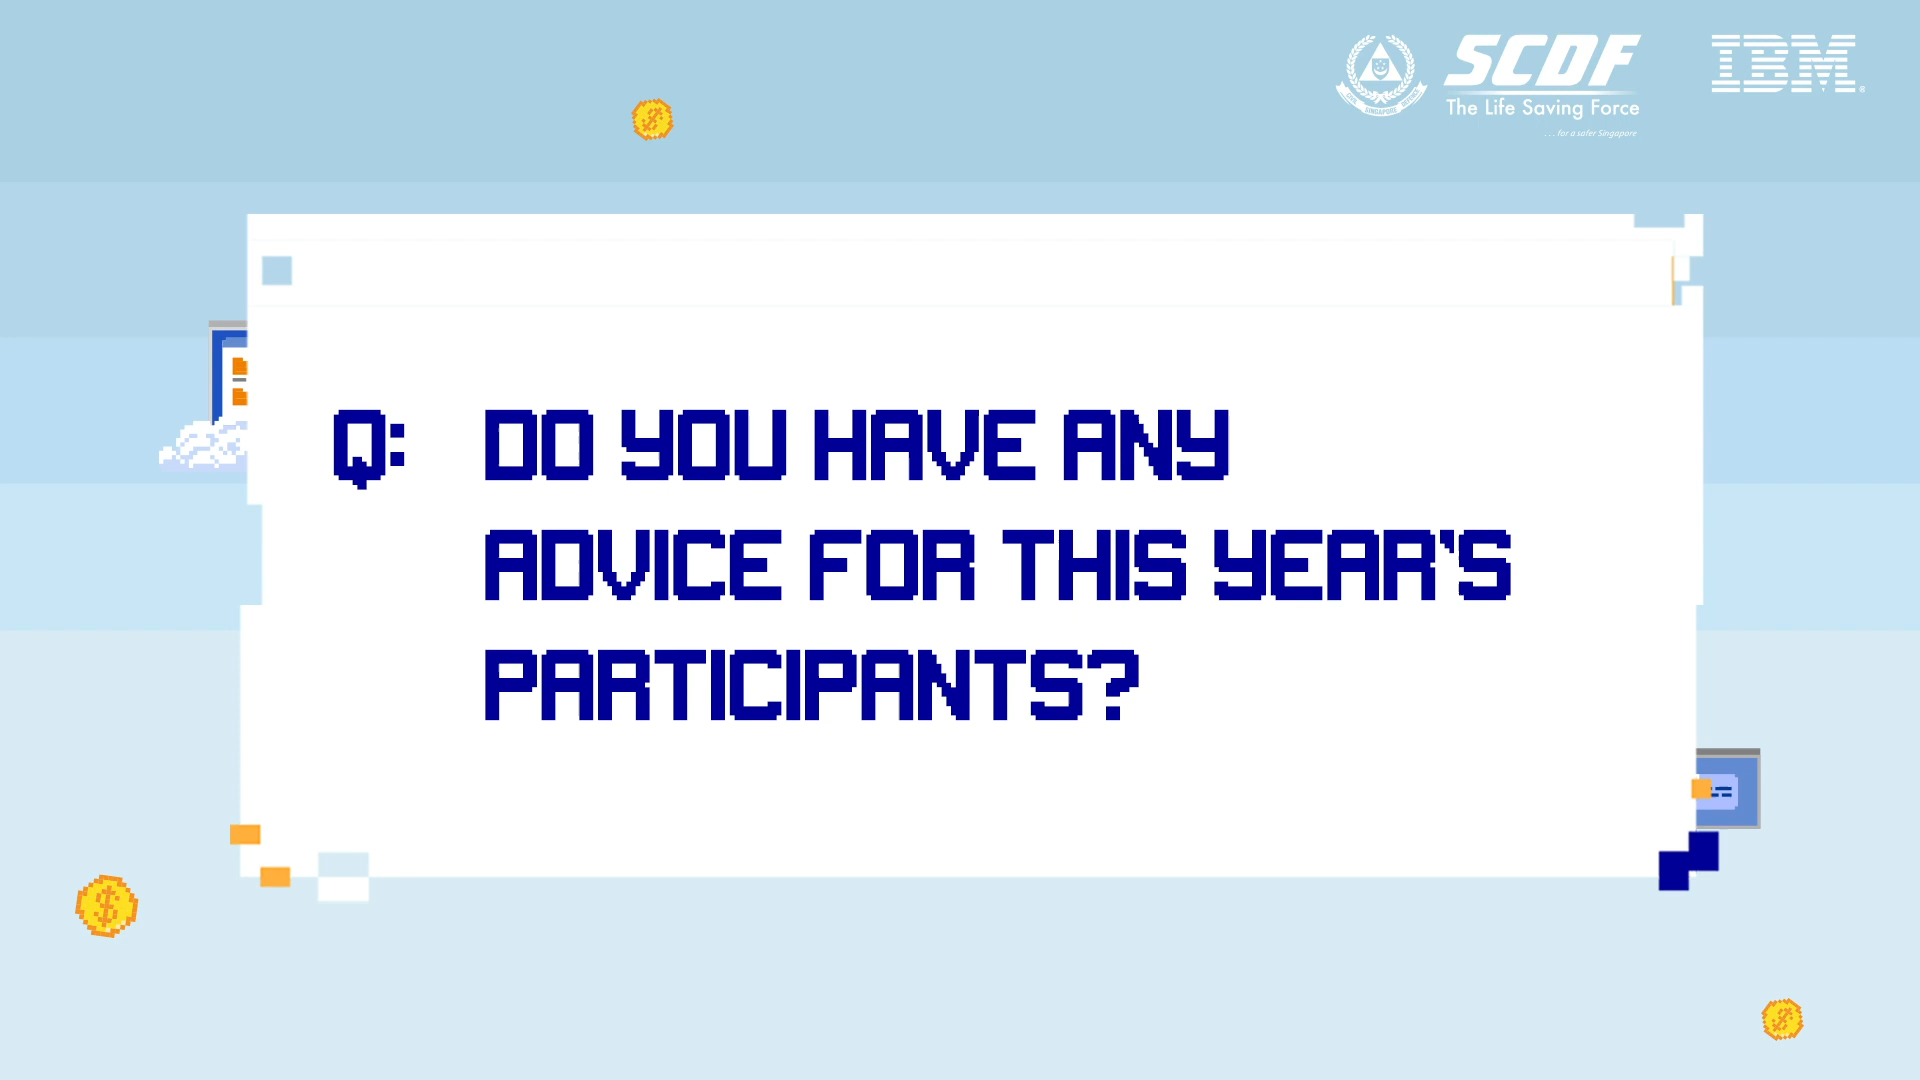 SCDF
The Life Saving Force
... for a safer Singapore
IBM
Q: DO YOU HAVE ANY
ADVICE FOR THIS YEAR'S
PARTICIPANTS?